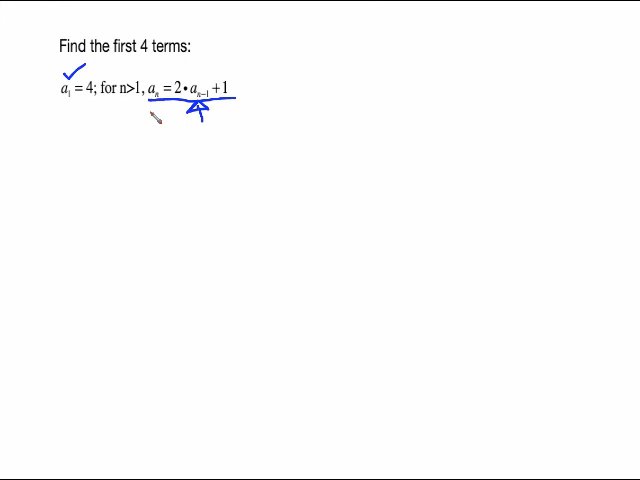 Find the first 4 terms:
a₁ = 4; for n>1, aₙ = 2 • aₙ₋₁ + 1